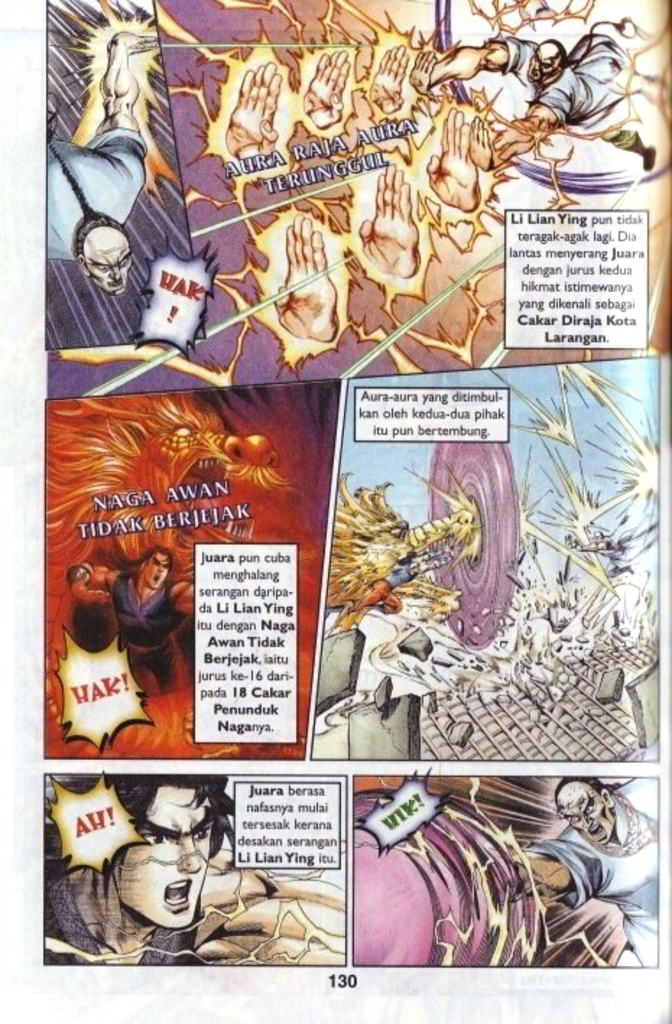 AURA RAJA AURA
TERUNGGUL
HAK
!
Li Lian Ying pun tidak
teragak-agak lagi. Dia
lantas menyerang Juara
dengan jurus kedua
hikmat istimewanya
yang dikenali sebagai
Cakar Diraja Kota
Larangan.
NAGA AWAN
TIDAK BERJEJAK
Juara pun cuba
menghalang
serangan daripa-
da Li Lian Ying
itu dengan Naga
Awan Tidak
Berjejak, iaitu
jurus ke-16 dari-
pada 18 Cakar
Penunduk
Naganya.
HAK!
Aura-aura yang ditimbul-
kan oleh kedua-dua pihak
itu pun bertembung.
AH!
Juara berasa
nafasnya mulai
tersesak kerana
desakan serangan
Li Lian Ying itu.
HIK!
130